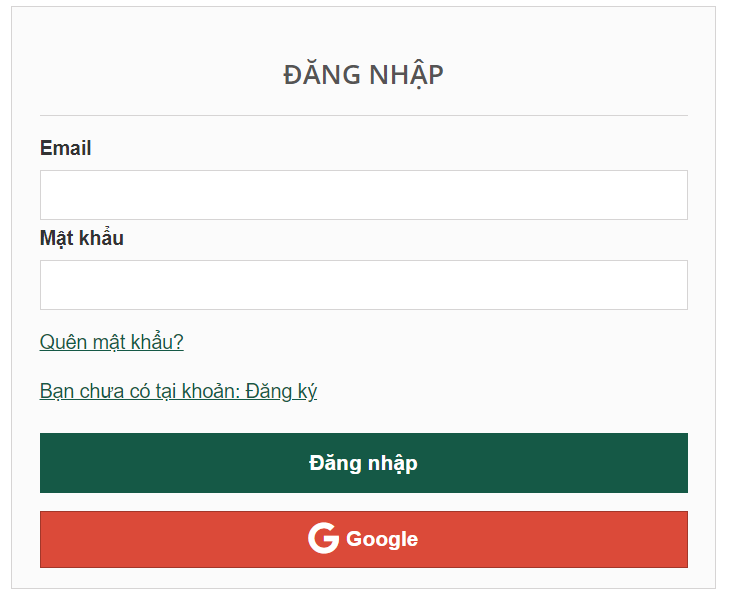 ĐĂNG NHẬP
Email
Mật khẩu
Quên mật khẩu?
Bạn chưa có tại khoản: Đăng ký
Đăng nhập
Google